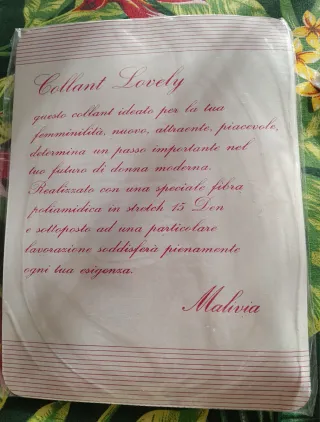 Collant Lovely
questo collant ideato per la tua
femminilità, nuovo, attraente, piacevole,
determina un passo importante nel
tuo futuro di donna moderna.
Realizzato con una speciale fibra
poliamidica in stretch 15 Den
e sottoposto ad una particolare
lavorazione soddisferà pienamente
ogni tua esigenza.
Malivia